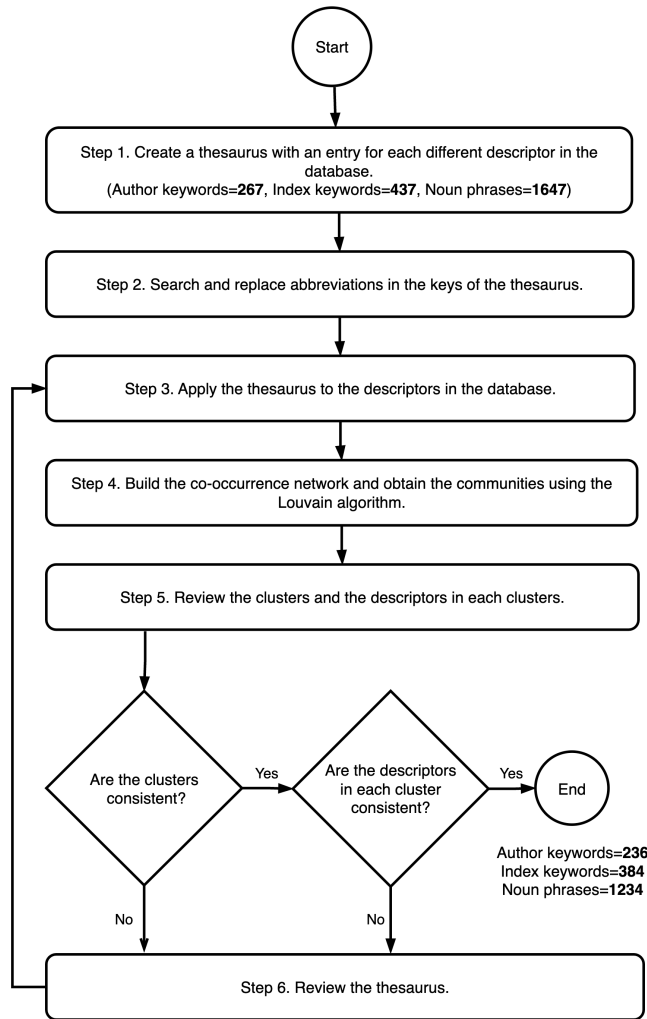 Start
Step 1. Create a thesaurus with an entry for each different descriptor in the
database.
(Author keywords=267, Index keywords=437, Noun phrases=1647)
Step 2. Search and replace abbreviations in the keys of the thesaurus.
Step 3. Apply the thesaurus to the descriptors in the database.
Step 4. Build the co-occurrence network and obtain the communities using the
Louvain algorithm.
Step 5. Review the clusters and the descriptors in each clusters.
Are the clusters
consistent?
Yes
Are the descriptors
in each cluster
consistent?
Yes
End
Author keywords=236
Index keywords=384
Noun phrases=1234
No
No
Step 6. Review the thesaurus.